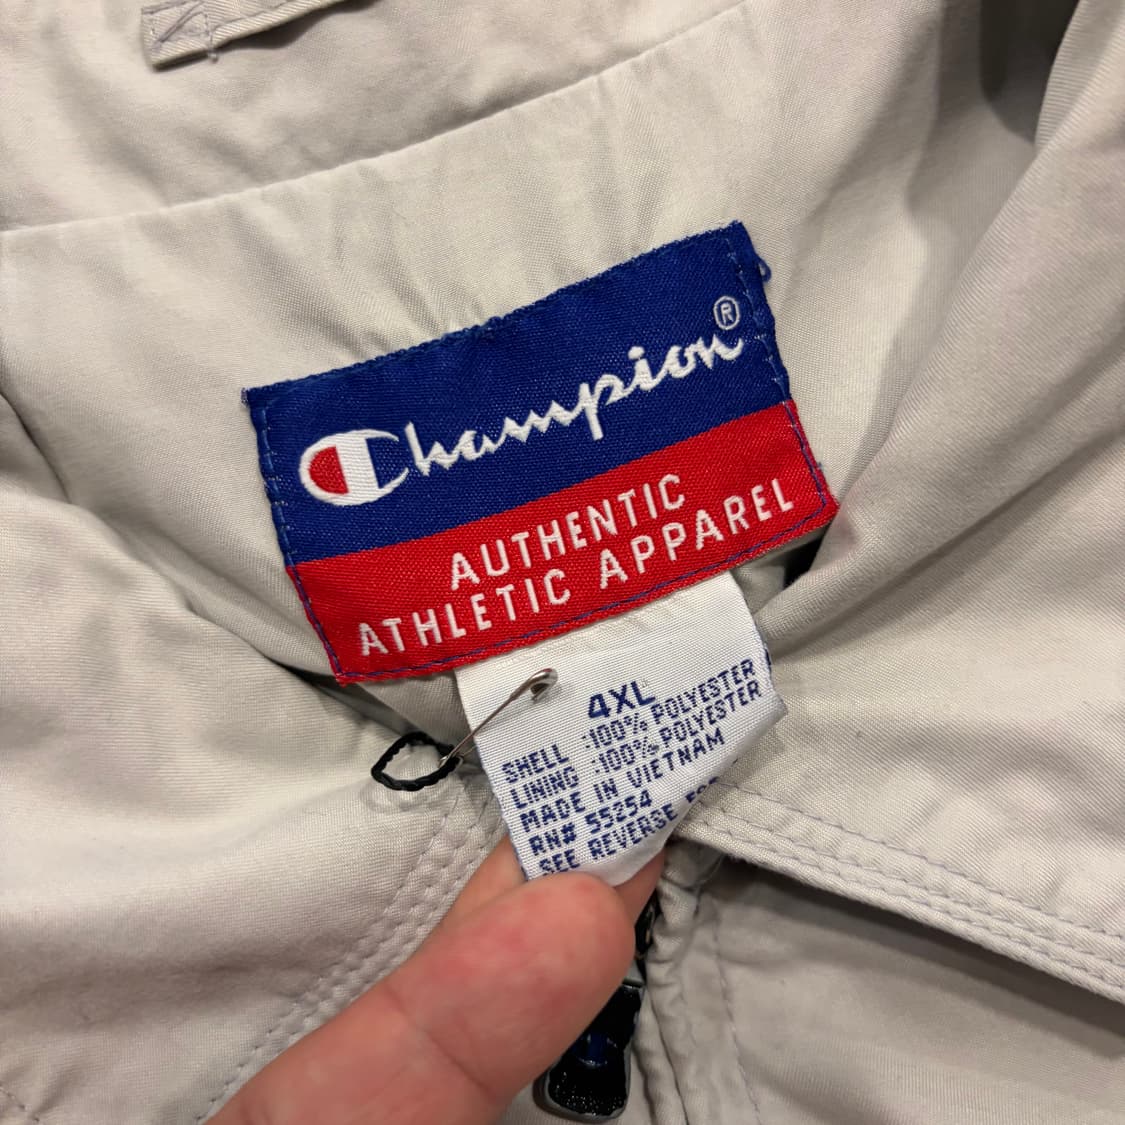 Champion®
AUTHENTIC
ATHLETIC APPAREL
4XL
SHELL :100% POLYESTER
LINING :100% POLYESTER
MADE IN VIETNAM
RN# 55254
SEE REVERSE